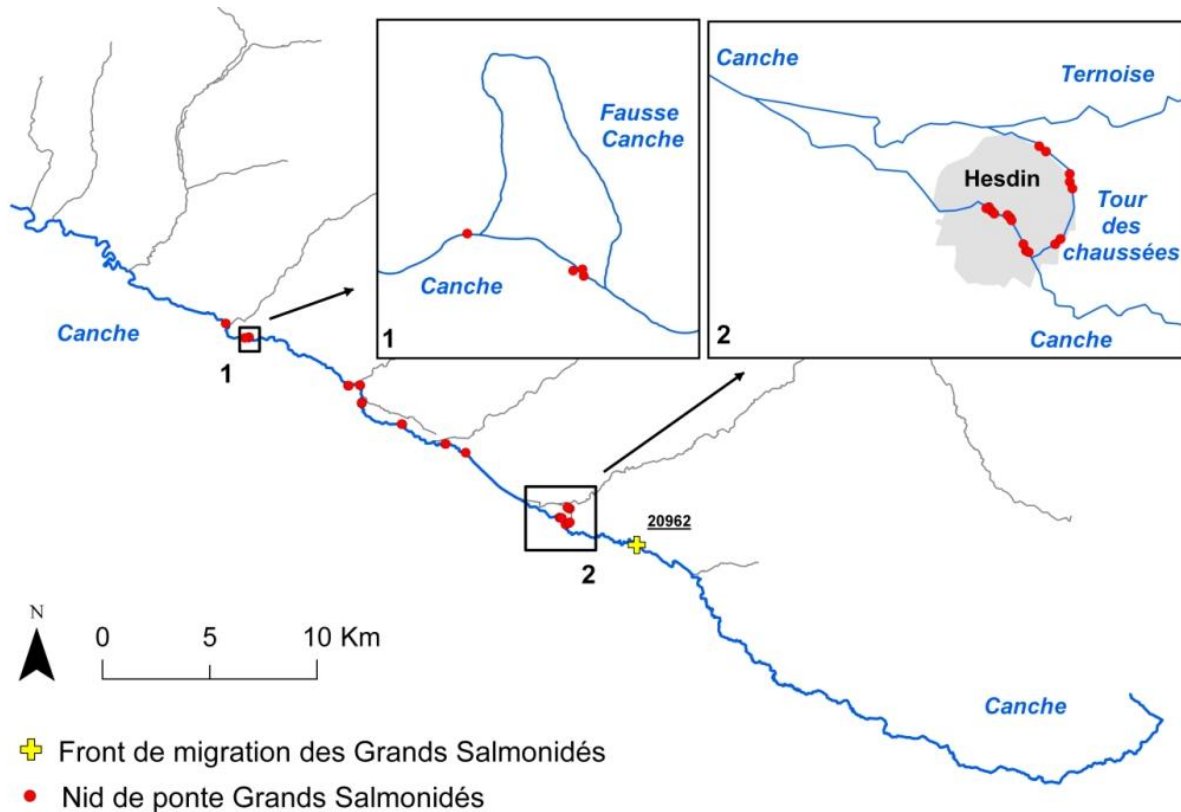 Canche
Ternoise
Fausse
Canche
Hesdin
Tour
des
chaussées
Canche
1
2
Canche
Canche
1
20962
2
N
0 5 10 Km
Canche
Front de migration des Grands Salmonidés
Nid de ponte Grands Salmonidés